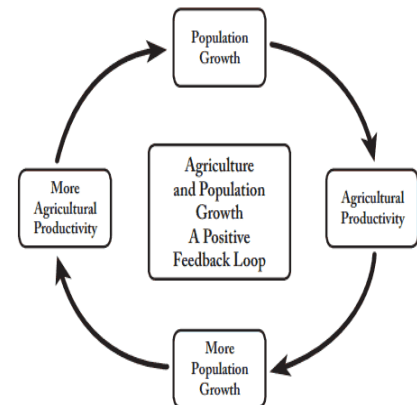 Population
Growth
Agriculture
and Population
Growth
A Positive
Feedback Loop
More
Agricultural
Productivity
Agricultural
Productivity
More
Population
Growth